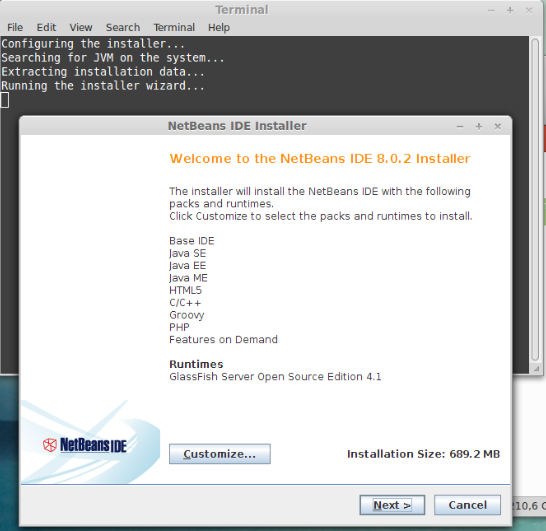 Terminal
File Edit View Search Terminal Help
Configuring the installer...
Searching for JVM on the system...
Extracting installation data...
Running the installer wizard...
NetBeans IDE Installer
Welcome to the NetBeans IDE 8.0.2 Installer
The installer will install the NetBeans IDE with the following
packs and runtimes.
Click Customize to select the packs and runtimes to install.
Base IDE
Java SE
Java EE
Java ME
HTML5
C/C++
Groovy
PHP
Features on Demand
Runtimes
GlassFish Server Open Source Edition 4.1
NetBeans IDE
Customize... Installation Size: 689.2 MB
Next > Cancel